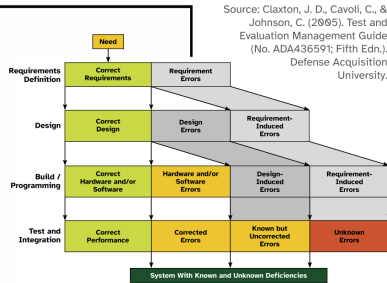 Source: Claxton, J. D., Cavoli, C., &
Johnson, C. (2005). Test and
Evaluation Management Guide
(No. ADA436591; Fifth Edn.).
Defense Acquisition
University.
Need
Requirements
Definition
Correct
Requirements
Requirement
Errors
Design
Correct
Design
Design
Errors
Requirement-
Induced
Errors
Build /
Programming
Correct
Hardware and/or
Software
Hardware and/or
Software
Errors
Design-
Induced
Errors
Requirement-
Induced
Errors
Test and
Integration
Correct
Performance
Corrected
Errors
Known but
Uncorrected
Errors
Unknown
Errors
System With Known and Unknown Deficiencies